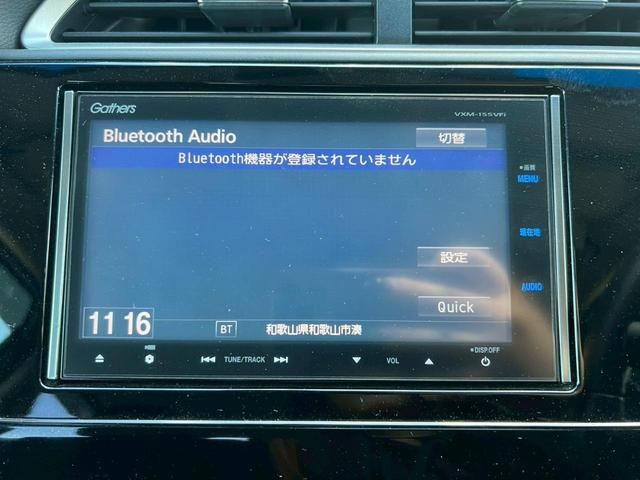 Gathers
VXM-155VFi
Bluetooth Audio
切替
Bluetooth機器が登録されていません
●画質
MENU
現在地
設定
AUDIO
Quick
11 16
BT
和歌山県和歌山市湊
●DISP.OFF
TUNE/TRACK
VOL